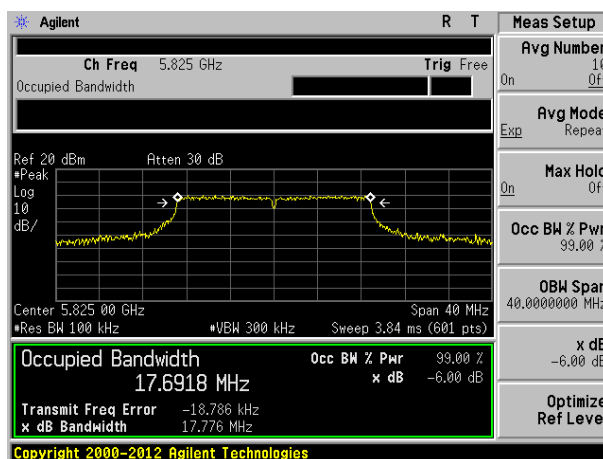 Agilent R T
Meas Setup
Ch Freq 5.825 GHz Trig Free
Occupied Bandwidth
Ref 20 dBm Atten 30 dB
#Peak
Log
10
dB/
Center 5.825 00 GHz Span 40 MHz
#Res BW 100 kHz #VBW 300 kHz Sweep 3.84 ms (601 pts)
Occupied Bandwidth
17.6918 MHz
Occ BW % Pwr 99.00 %
x dB -6.00 dB
Transmit Freq Error -18.786 kHz
x dB Bandwidth 17.776 MHz
Avg Number
10
On Of
Avg Mode
Exp Repea
Max Hold
On Of
Occ BW % Pwr
99.00 %
OBW Span
40.0000000 MHz
x dB
-6.00 dB
Optimize
Ref Leve
Copyright 2000-2012 Agilent Technologies